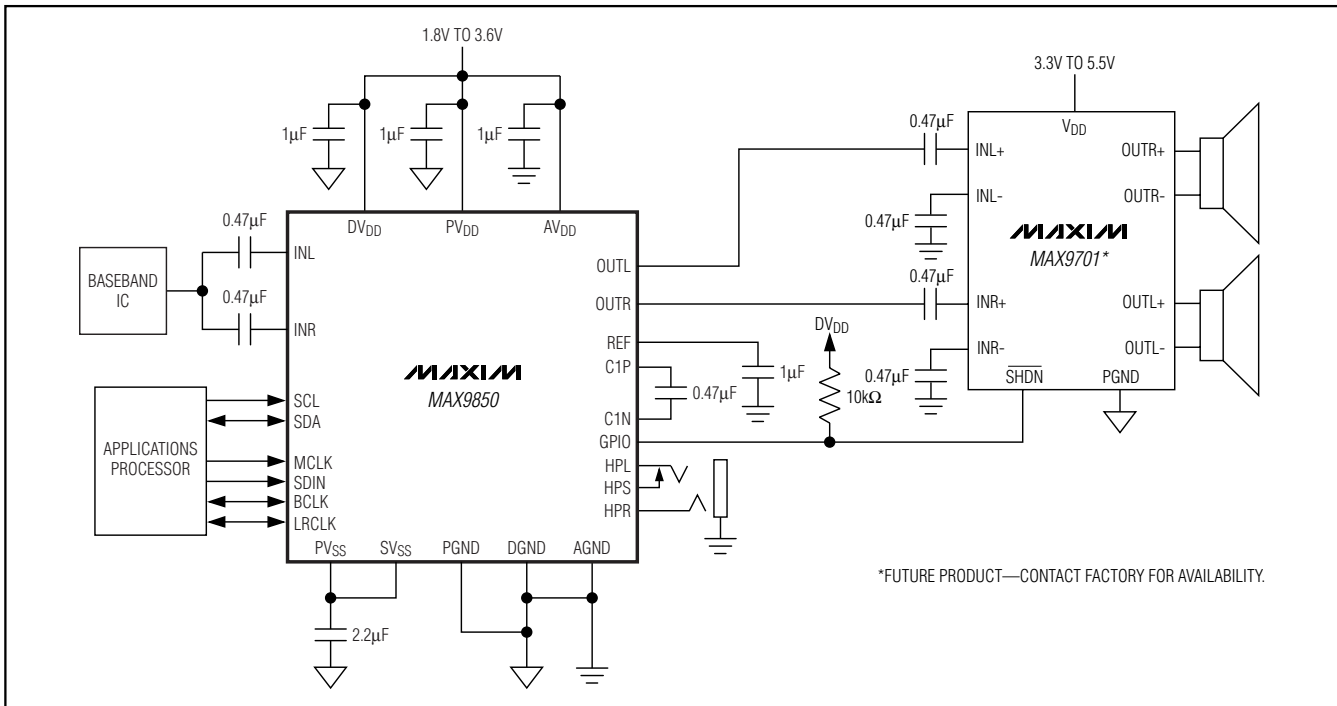 1.8V TO 3.6V
1µF
1µF
1µF
DVDD
PVDD
AVDD
0.47µF
0.47µF
BASEBAND
IC
INL
INR
APPLICATIONS
PROCESSOR
SCL
SDA
MCLK
SDIN
BCLK
LRCLK
MAXIM
MAX9850
OUTL
OUTR
REF
C1P
C1N
GPIO
HPL
HPS
HPR
PVSS
SVSS
PGND
DGND
AGND
2.2µF
1µF
0.47µF
DVDD
10kΩ
3.3V TO 5.5V
0.47µF
0.47µF
0.47µF
0.47µF
VDD
INL+
INL-
INR+
INR-
MAXIM
MAX9701*
OUTR+
OUTR-
OUTL+
OUTL-
SHDN
PGND
*FUTURE PRODUCT—CONTACT FACTORY FOR AVAILABILITY.